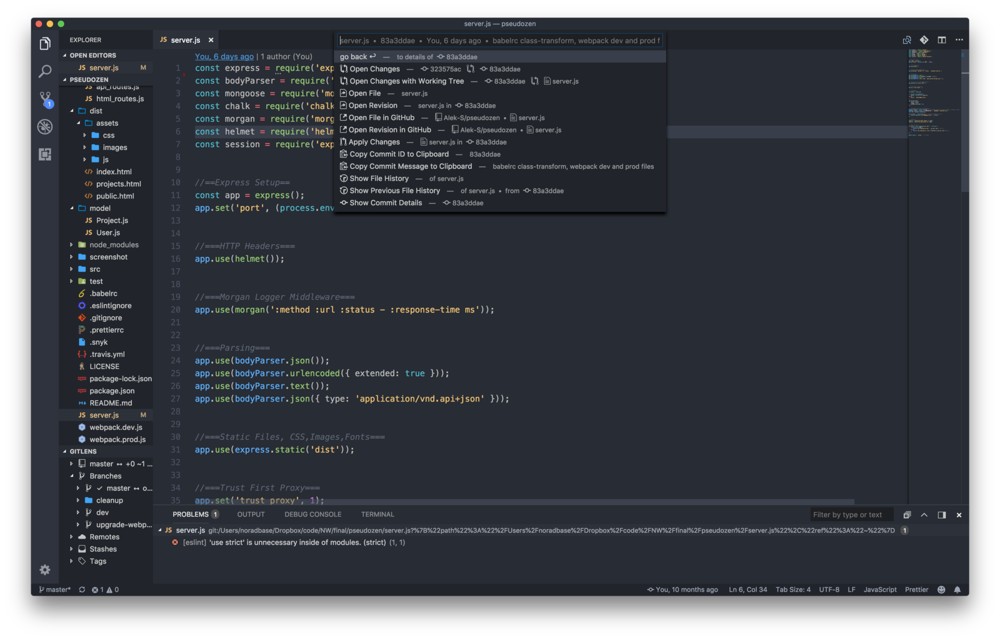 server.js — pseudozen
EXPLORER
OPEN EDITORS
JS server.js M
PSEUDOZEN
JS api_routes.js
JS html_routes.js
dist
assets
css
images
js
index.html
projects.html
public.html
model
JS Project.js
JS User.js
node_modules
screenshot
src
test
.babelrc
.eslintignore
.gitignore
.prettierrc
.snyk
.travis.yml
LICENSE
package-lock.json
package.json
README.md
JS server.js M
webpack.dev.js
webpack.prod.js
GITLENS
master ↔ +0 ~1 ...
Branches
✓ master ↔ o...
cleanup
dev
upgrade-webp...
Remotes
Stashes
Tags
1
JS server.js ×
server.js • 83a3ddae • You, 6 days ago • babelrc class-transform, webpack dev and prod f
go back ↩ — to details of 83a3ddae
Open Changes — 323575ac 83a3ddae
Open Changes with Working Tree — 83a3ddae server.js
Open File — server.js
Open Revision — server.js in 83a3ddae
Open File in GitHub — Alek-S/pseudozen • server.js
Open Revision in GitHub — Alek-S/pseudozen • server.js
Apply Changes — server.js in 83a3ddae
Copy Commit ID to Clipboard — 83a3ddae
Copy Commit Message to Clipboard — babelrc class-transform, webpack dev and prod files
Show File History — of server.js
Show Previous File History — of server.js • from 83a3ddae
Show Commit Details — 83a3ddae
You, 6 days ago | 1 author (You)
1 const express = require('exp
2 const bodyParser = require('
3 const mongoose = require('mo
4 const chalk = require('chalk
5 const morgan = require('morg
6 const helmet = require('helm
7 const session = require('exp
8
9
10 //==Express Setup==
11 const app = express();
12 app.set('port', (process.env
13
14
15 //===HTTP Headers===
16 app.use(helmet());
17
18
19 //===Morgan Logger Middleware===
20 app.use(morgan(':method :url :status - :response-time ms'));
21
22
23 //===Parsing===
24 app.use(bodyParser.json());
25 app.use(bodyParser.urlencoded({ extended: true }));
26 app.use(bodyParser.text());
27 app.use(bodyParser.json({ type: 'application/vnd.api+json' }));
28
29
30 //===Static Files, CSS,Images,Fonts===
31 app.use(express.static('dist'));
32
33
34 //===Trust First Proxy===
35 app.set('trust proxy', 1);
PROBLEMS 1 OUTPUT DEBUG CONSOLE TERMINAL Filter by type or text
JS server.js git:/Users/noradbase/Dropbox/code/NW/final/pseudozen/server.js?%7B%22path%22%3A%22%2FUsers%2Fnoradbase%2FDropbox%2Fcode%2FNW%2Ffinal%2Fpseudozen%2Fserver.js%22%2C%22ref%22%3A%22~%22%7D 1
[eslint] 'use strict' is unnecessary inside of modules. (strict) (1, 1)
master* 1 0 You, 10 months ago Ln 6, Col 34 Tab Size: 4 UTF-8 LF JavaScript Prettier